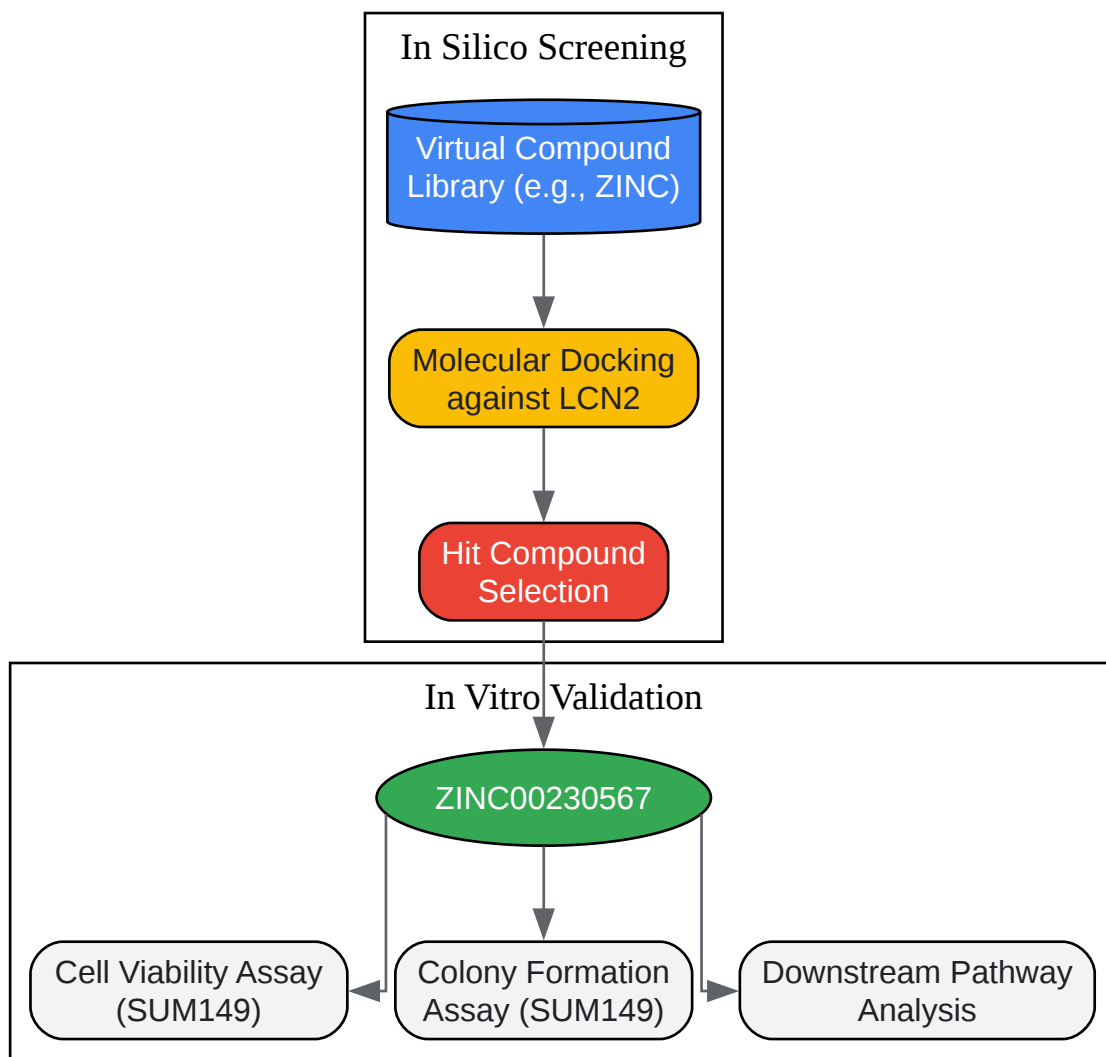 In Silico Screening
Virtual Compound
Library (e.g., ZINC)
Molecular Docking
against LCN2
Hit Compound
Selection
In Vitro Validation
ZINC00230567
Cell Viability Assay
(SUM149)
Colony Formation
Assay (SUM149)
Downstream Pathway
Analysis